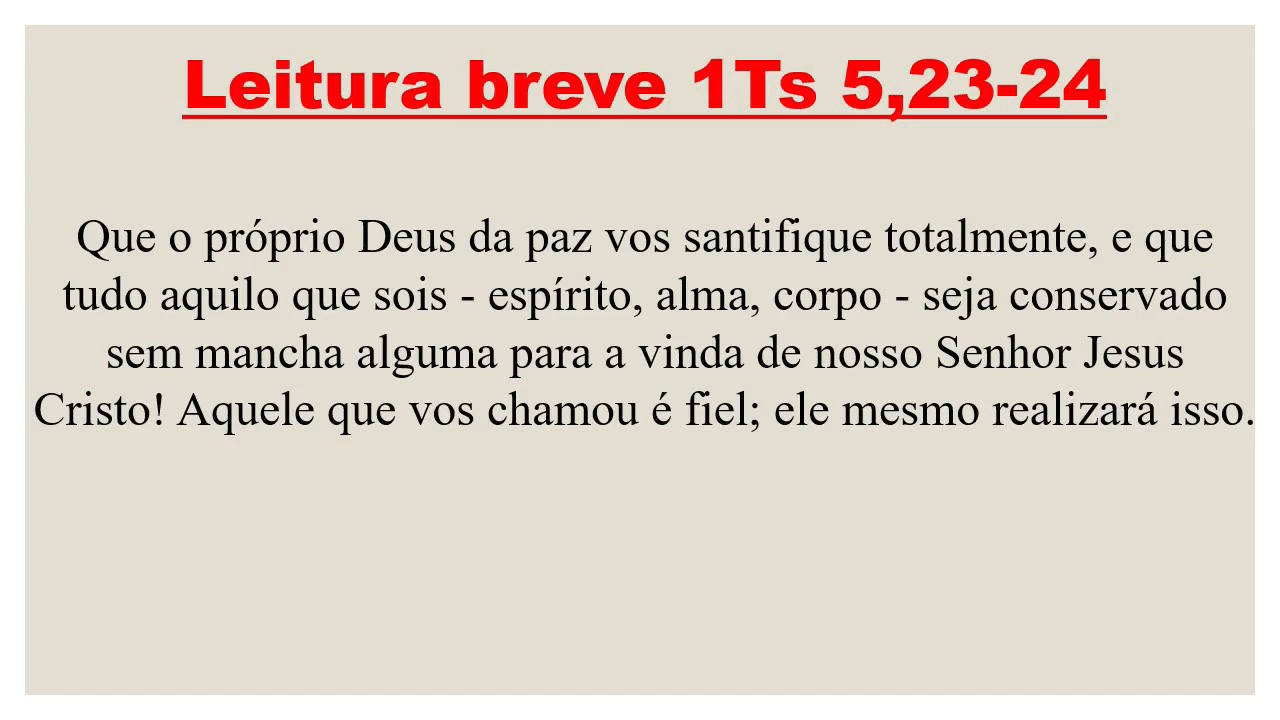 Leitura breve 1Ts 5,23-24
Que o próprio Deus da paz vos santifique totalmente, e que
tudo aquilo que sois - espírito, alma, corpo - seja conservado
sem mancha alguma para a vinda de nosso Senhor Jesus
Cristo! Aquele que vos chamou é fiel; ele mesmo realizará isso.